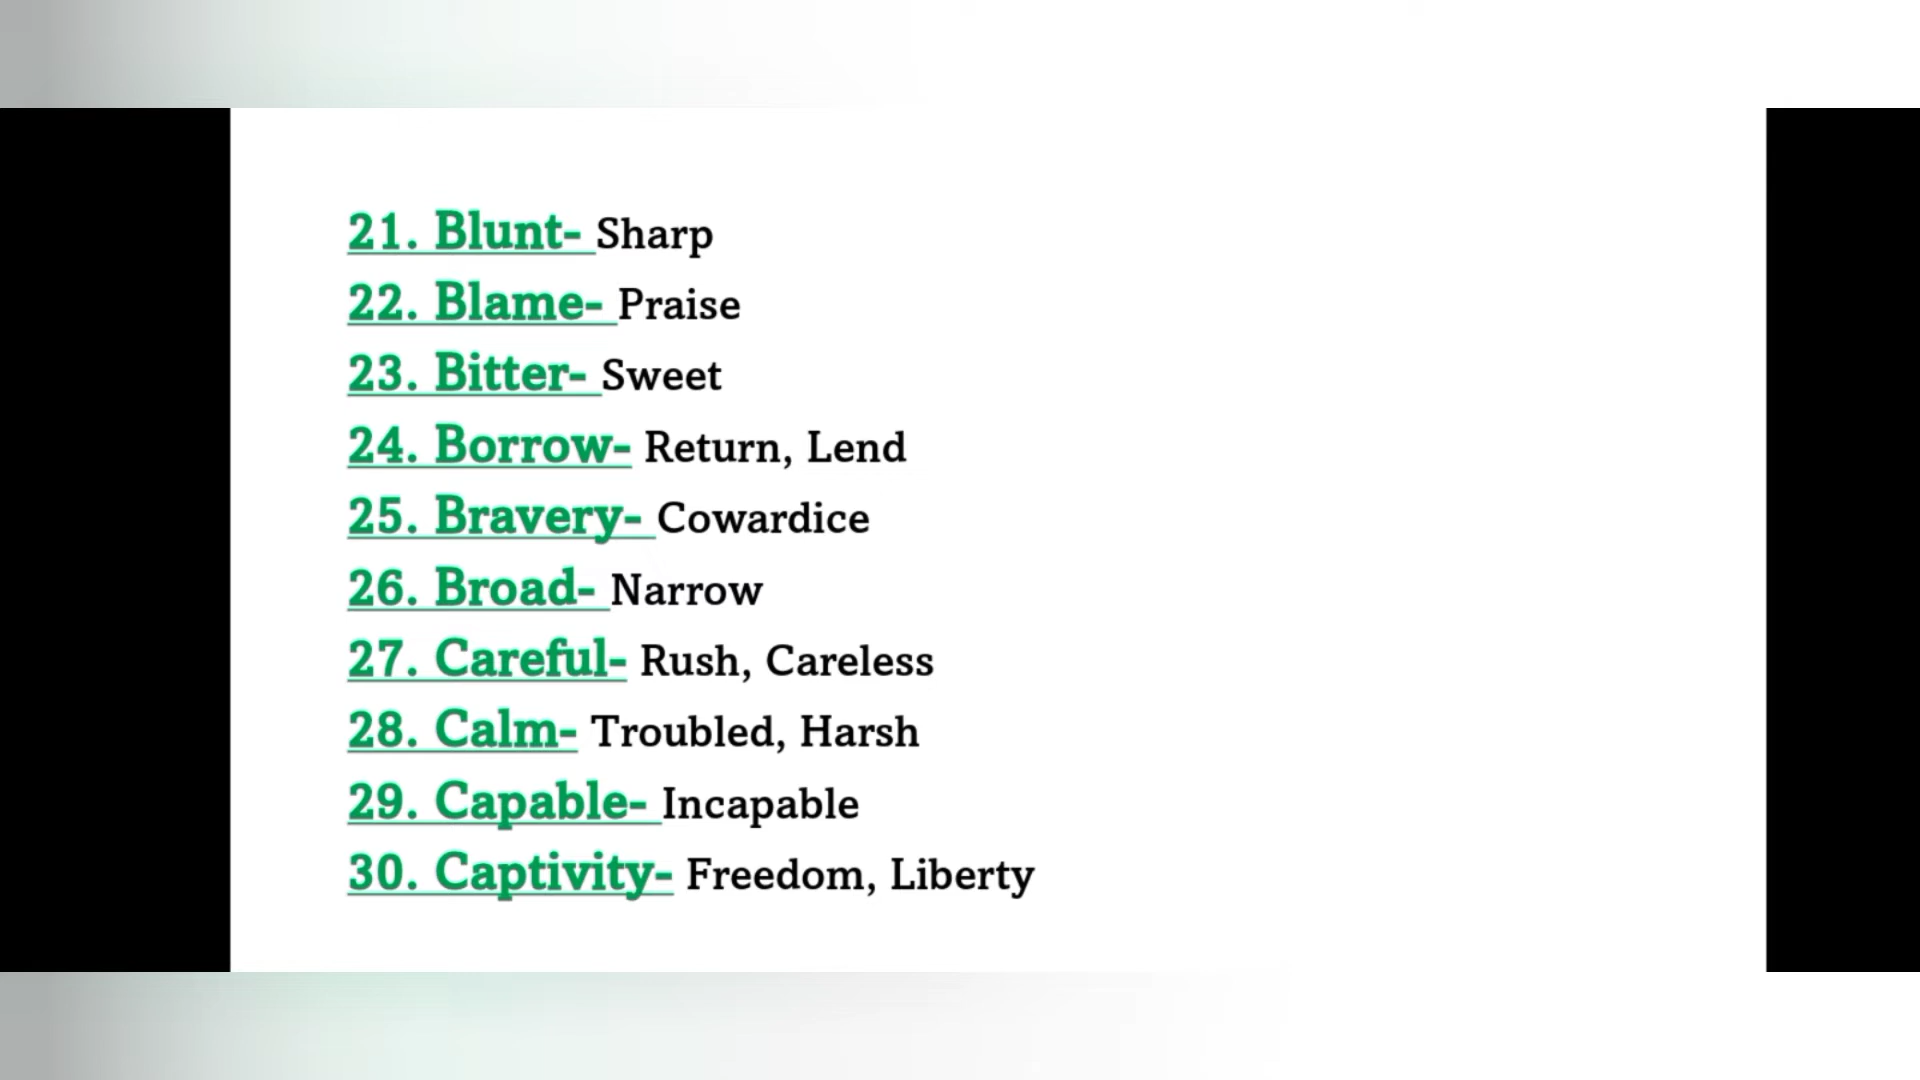 21. Blunt- Sharp
22. Blame- Praise
23. Bitter- Sweet
24. Borrow- Return, Lend
25. Bravery- Cowardice
26. Broad- Narrow
27. Careful- Rush, Careless
28. Calm- Troubled, Harsh
29. Capable- Incapable
30. Captivity- Freedom, Liberty